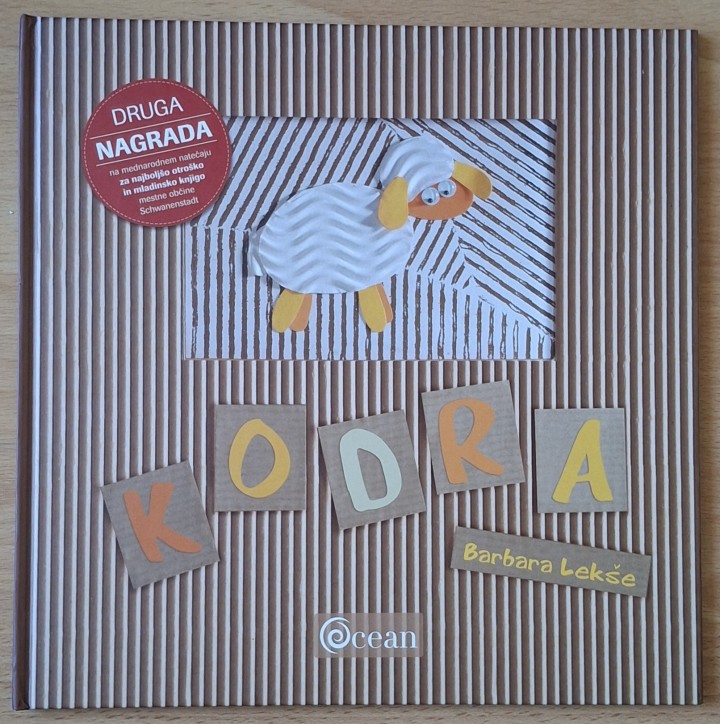 DRUGA
NAGRADA
na mednarodnem natečaju
za najboljšo otroško
in mladinsko knjigo
mestne občine
Schwanenstadt
KODRA
Barbara Lekše
Ocean